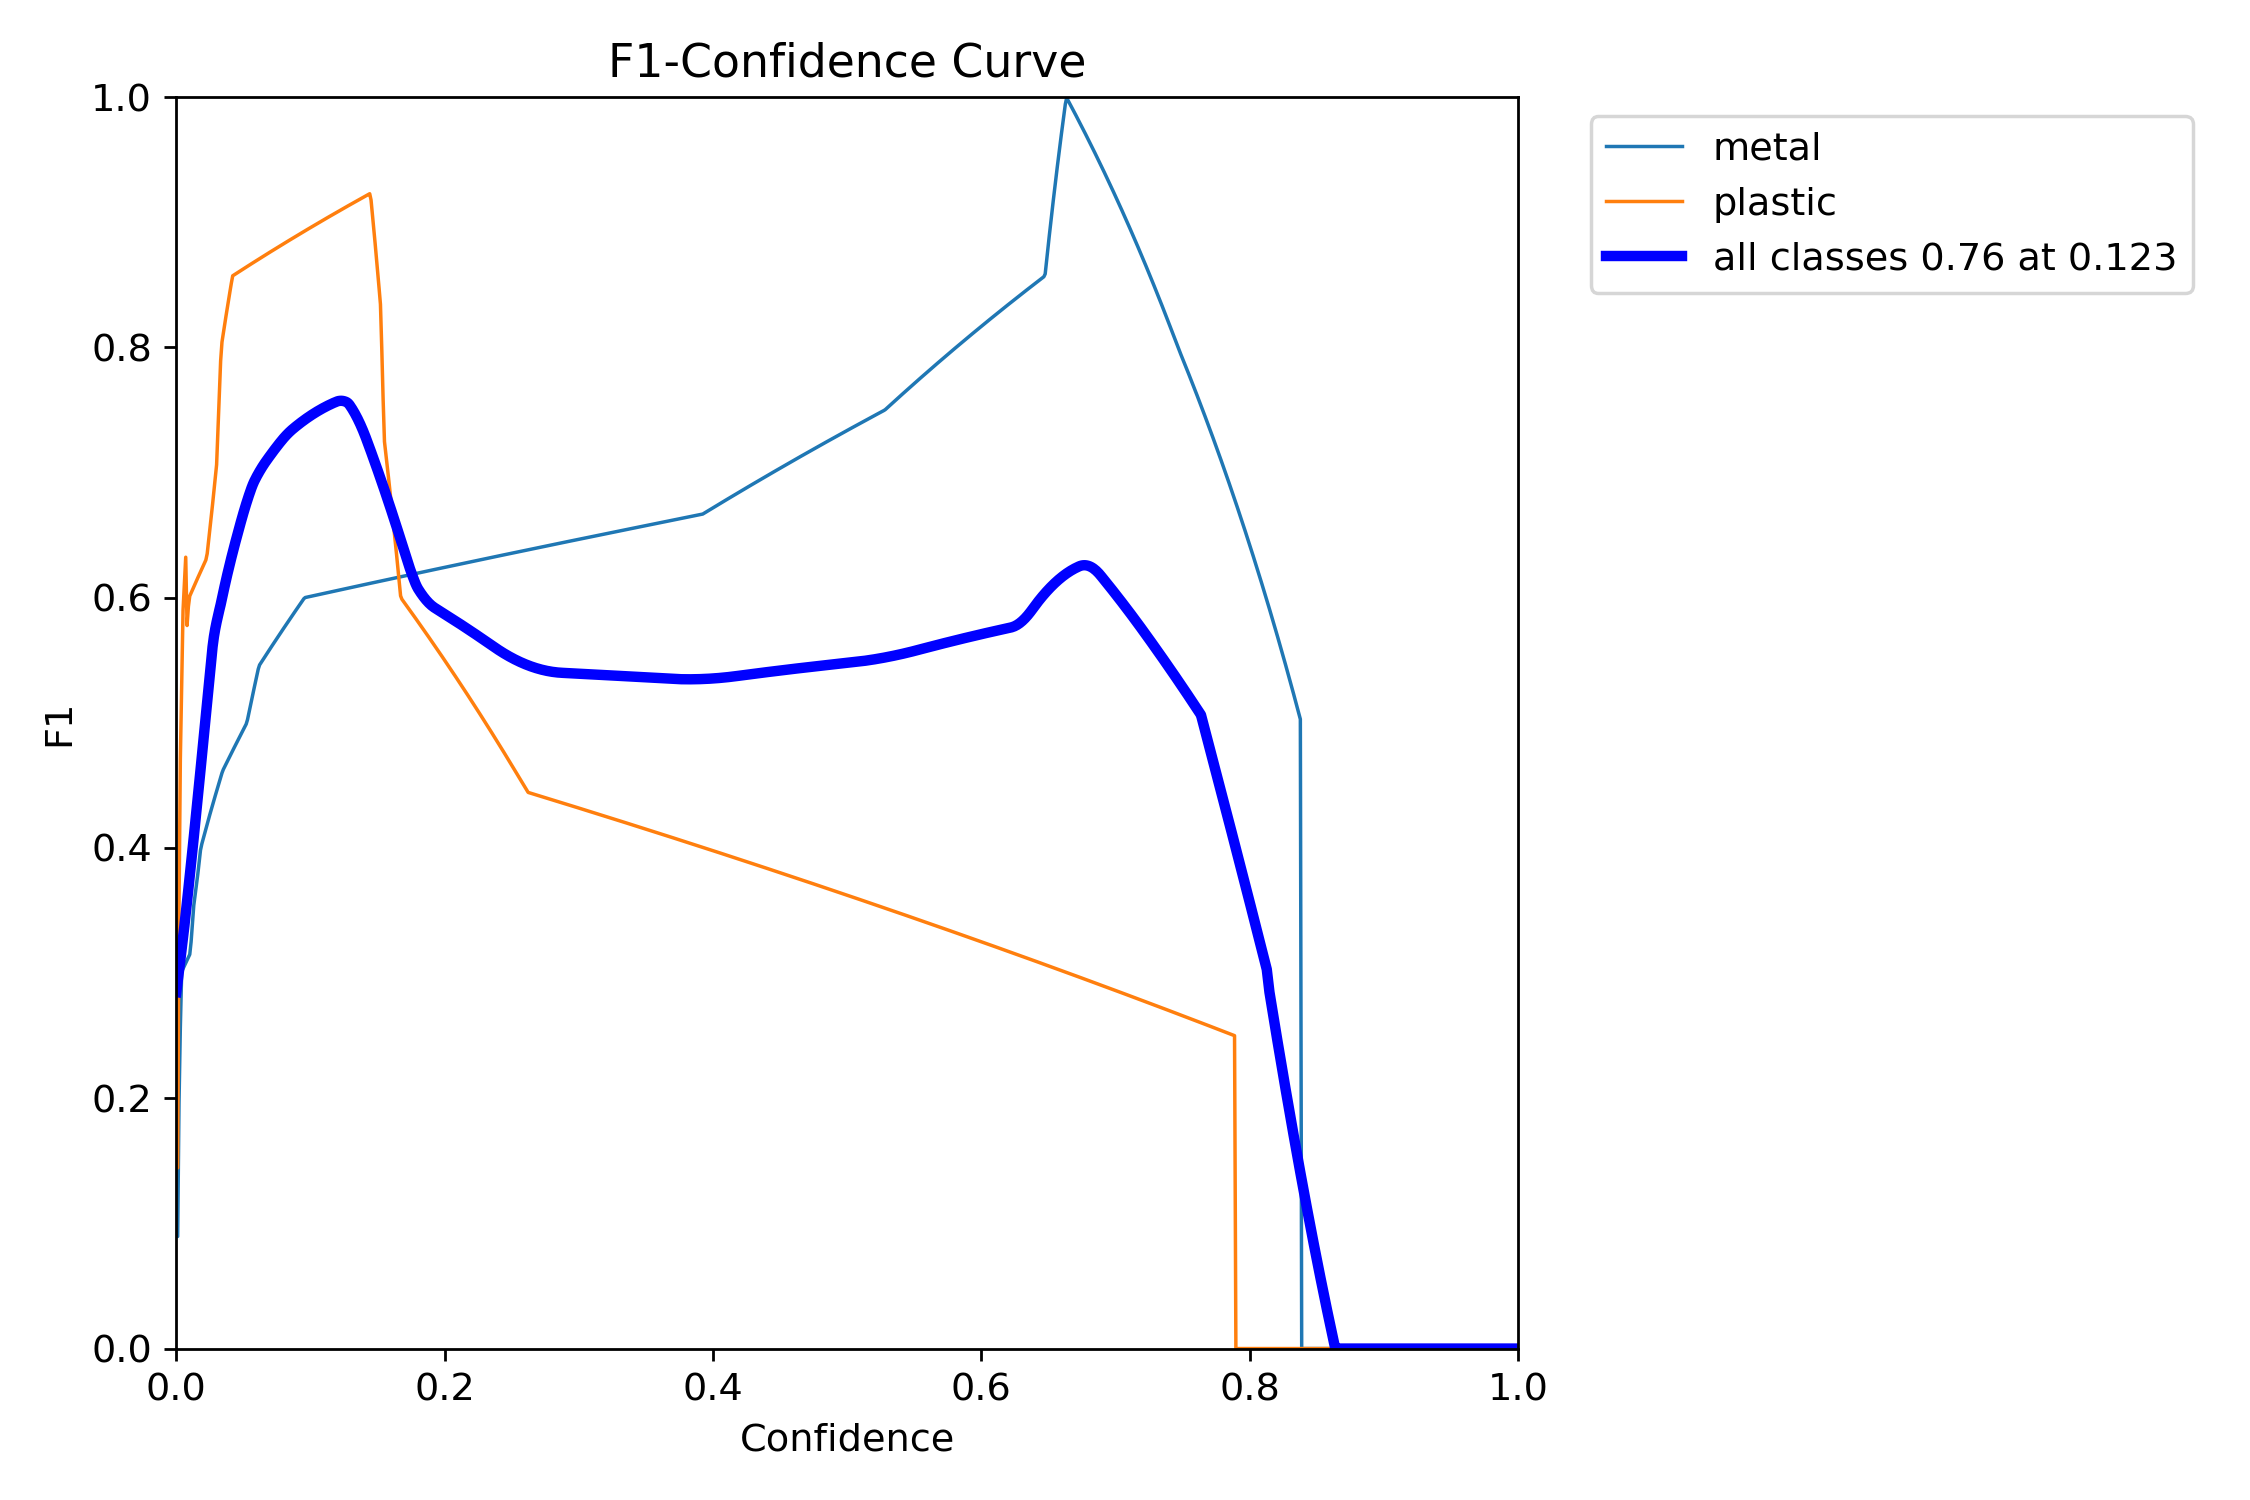 F1-Confidence Curve
metal
plastic
all classes 0.76 at 0.123
1.0
0.8
0.6
0.4
0.2
0.0
F1
0.0 0.2 0.4 0.6 0.8 1.0
Confidence